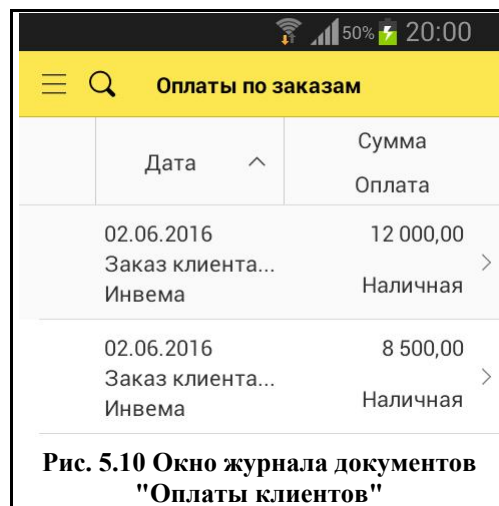 50% 20:00
Оплаты по заказам
Дата
Сумма
Оплата
02.06.2016 12 000,00
Заказ клиента...
Инвема Наличная
02.06.2016 8 500,00
Заказ клиента...
Инвема Наличная
Рис. 5.10 Окно журнала документов
"Оплаты клиентов"